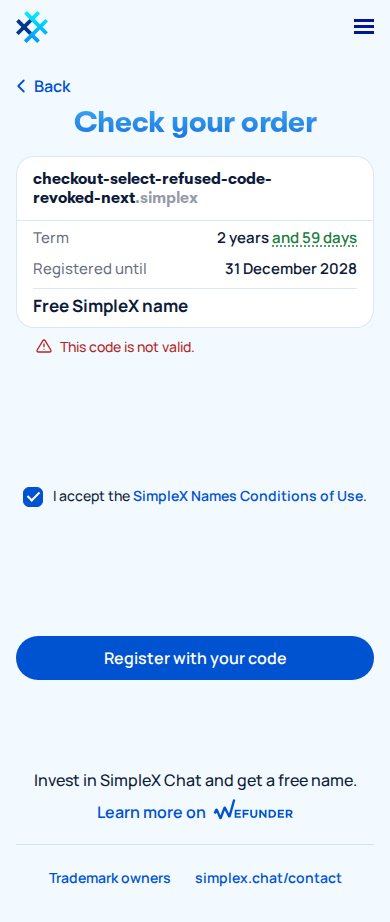 Back
Check your order
checkout-select-refused-code-
revoked-next.simplex
Term 2 years and 59 days
Registered until 31 December 2028
Free SimpleX name
This code is not valid.
I accept the SimpleX Names Conditions of Use.
Register with your code
Invest in SimpleX Chat and get a free name.
Learn more on WEFUNDER
Trademark owners simplex.chat/contact